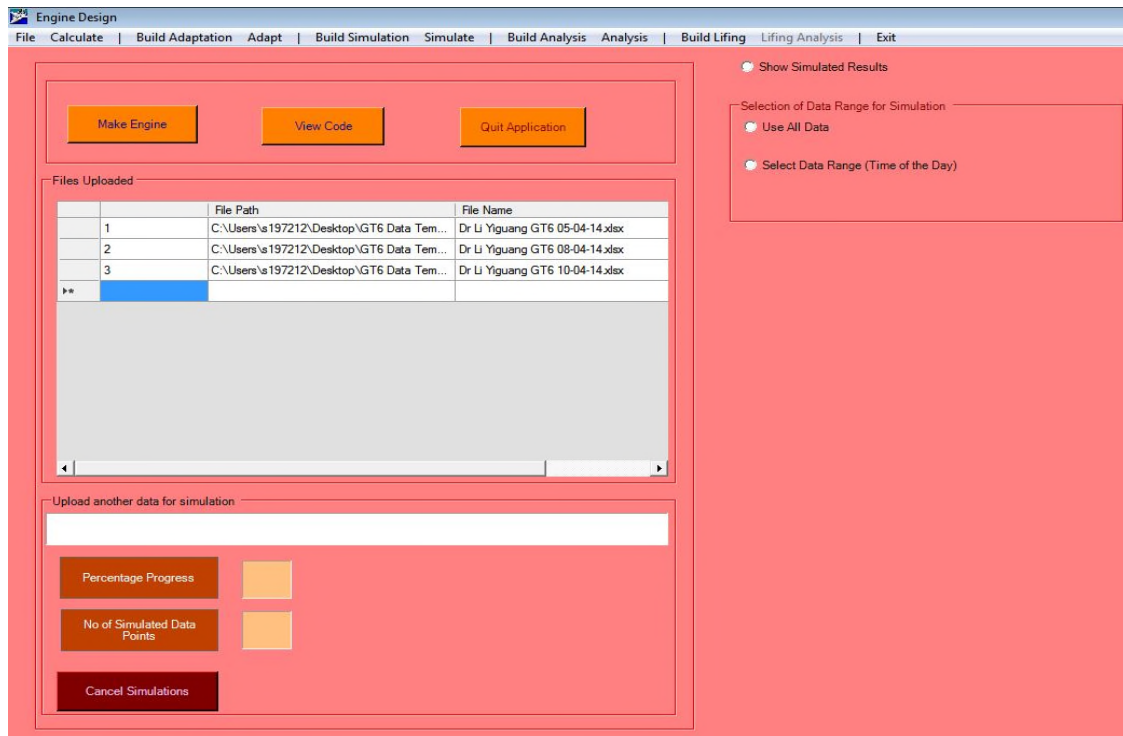 Engine Design
File Calculate | Build Adaptation Adapt | Build Simulation Simulate | Build Analysis Analysis | Build Lifing Lifing Analysis | Exit
Show Simulated Results
Make Engine View Code Quit Application
Selection of Data Range for Simulation
Use All Data
Select Data Range (Time of the Day)
Files Uploaded
File Path File Name
1 C:\Users\s197212\Desktop\GT6 Data Tem... Dr Li Yiguang GT6 05-04-14.xlsx
2 C:\Users\s197212\Desktop\GT6 Data Tem... Dr Li Yiguang GT6 08-04-14.xlsx
3 C:\Users\s197212\Desktop\GT6 Data Tem... Dr Li Yiguang GT6 10-04-14.xlsx
Upload another data for simulation
Percentage Progress
No of Simulated Data
Points
Cancel Simulations